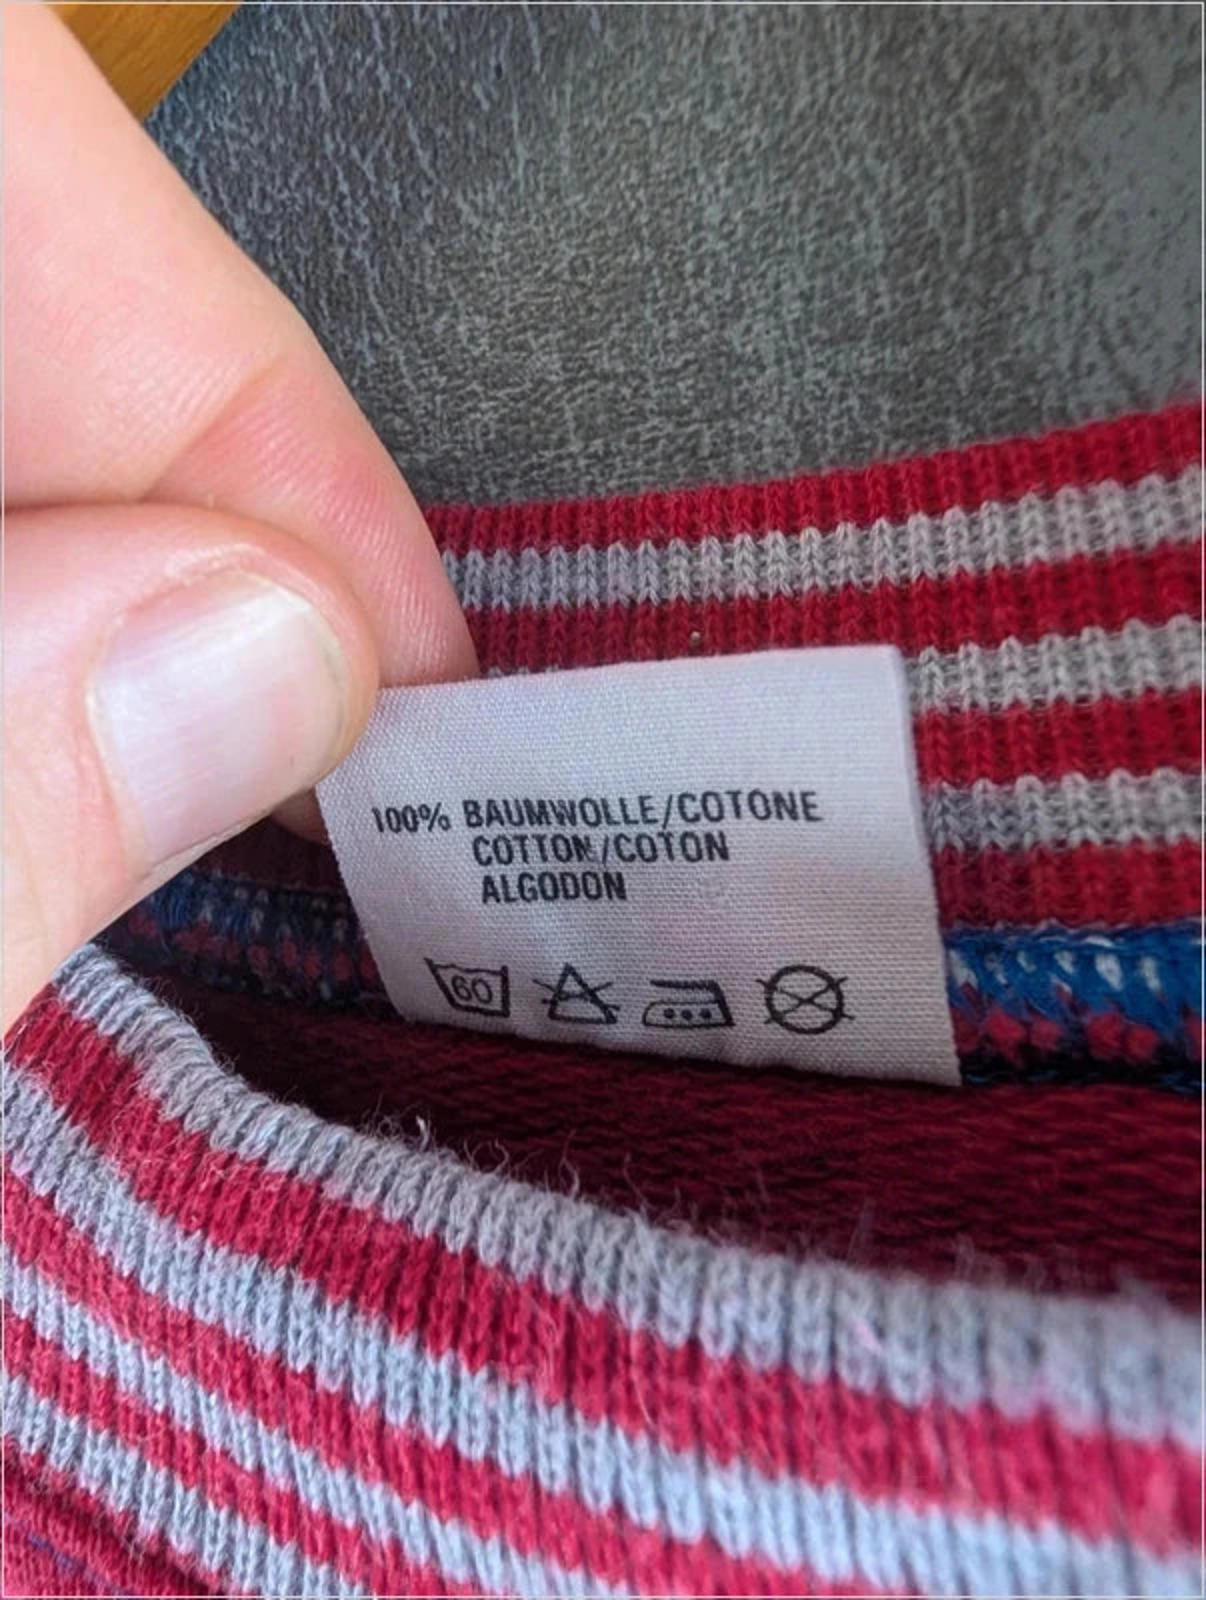 100% BAUMWOLLE/COTONE
COTTON/COTON
ALGODON
60